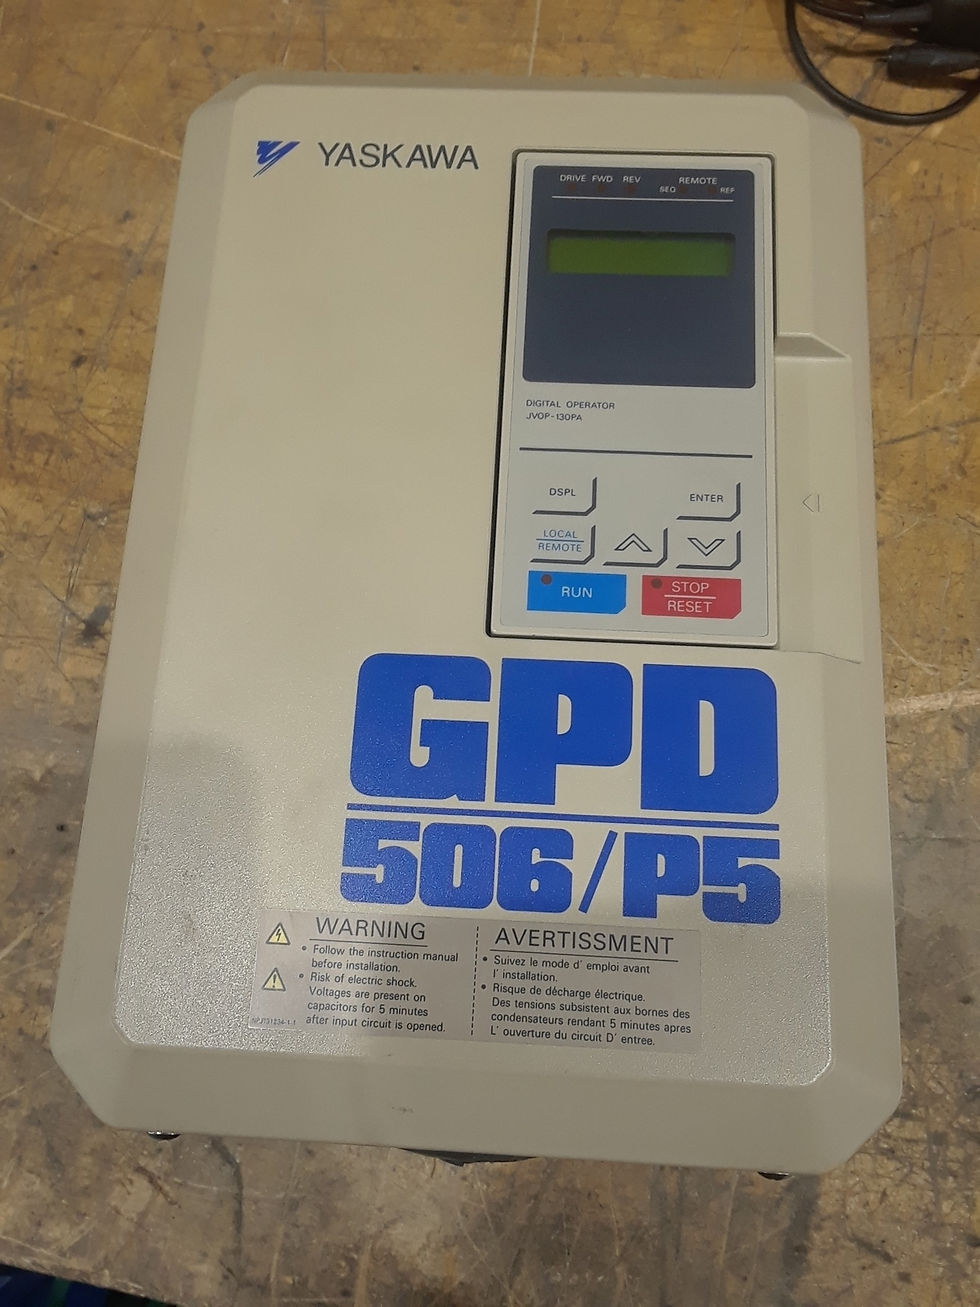 YASKAWA
DRIVE FWD REV REMOTE
SEQ REF
DIGITAL OPERATOR
JVOP-130PA
DSPL
ENTER
LOCAL
REMOTE
RUN
STOP
RESET
GPD
506/P5
WARNING
• Follow the instruction manual
before installation.
• Risk of electric shock.
Voltages are present on
capacitors for 5 minutes
after input circuit is opened.
AVERTISSMENT
• Suivez le mode d' emploi avant
l' installation.
• Risque de décharge électrique.
Des tensions subsistent aux bornes des
condensateurs rendant 5 minutes apres
L' ouverture du circuit D' entree.